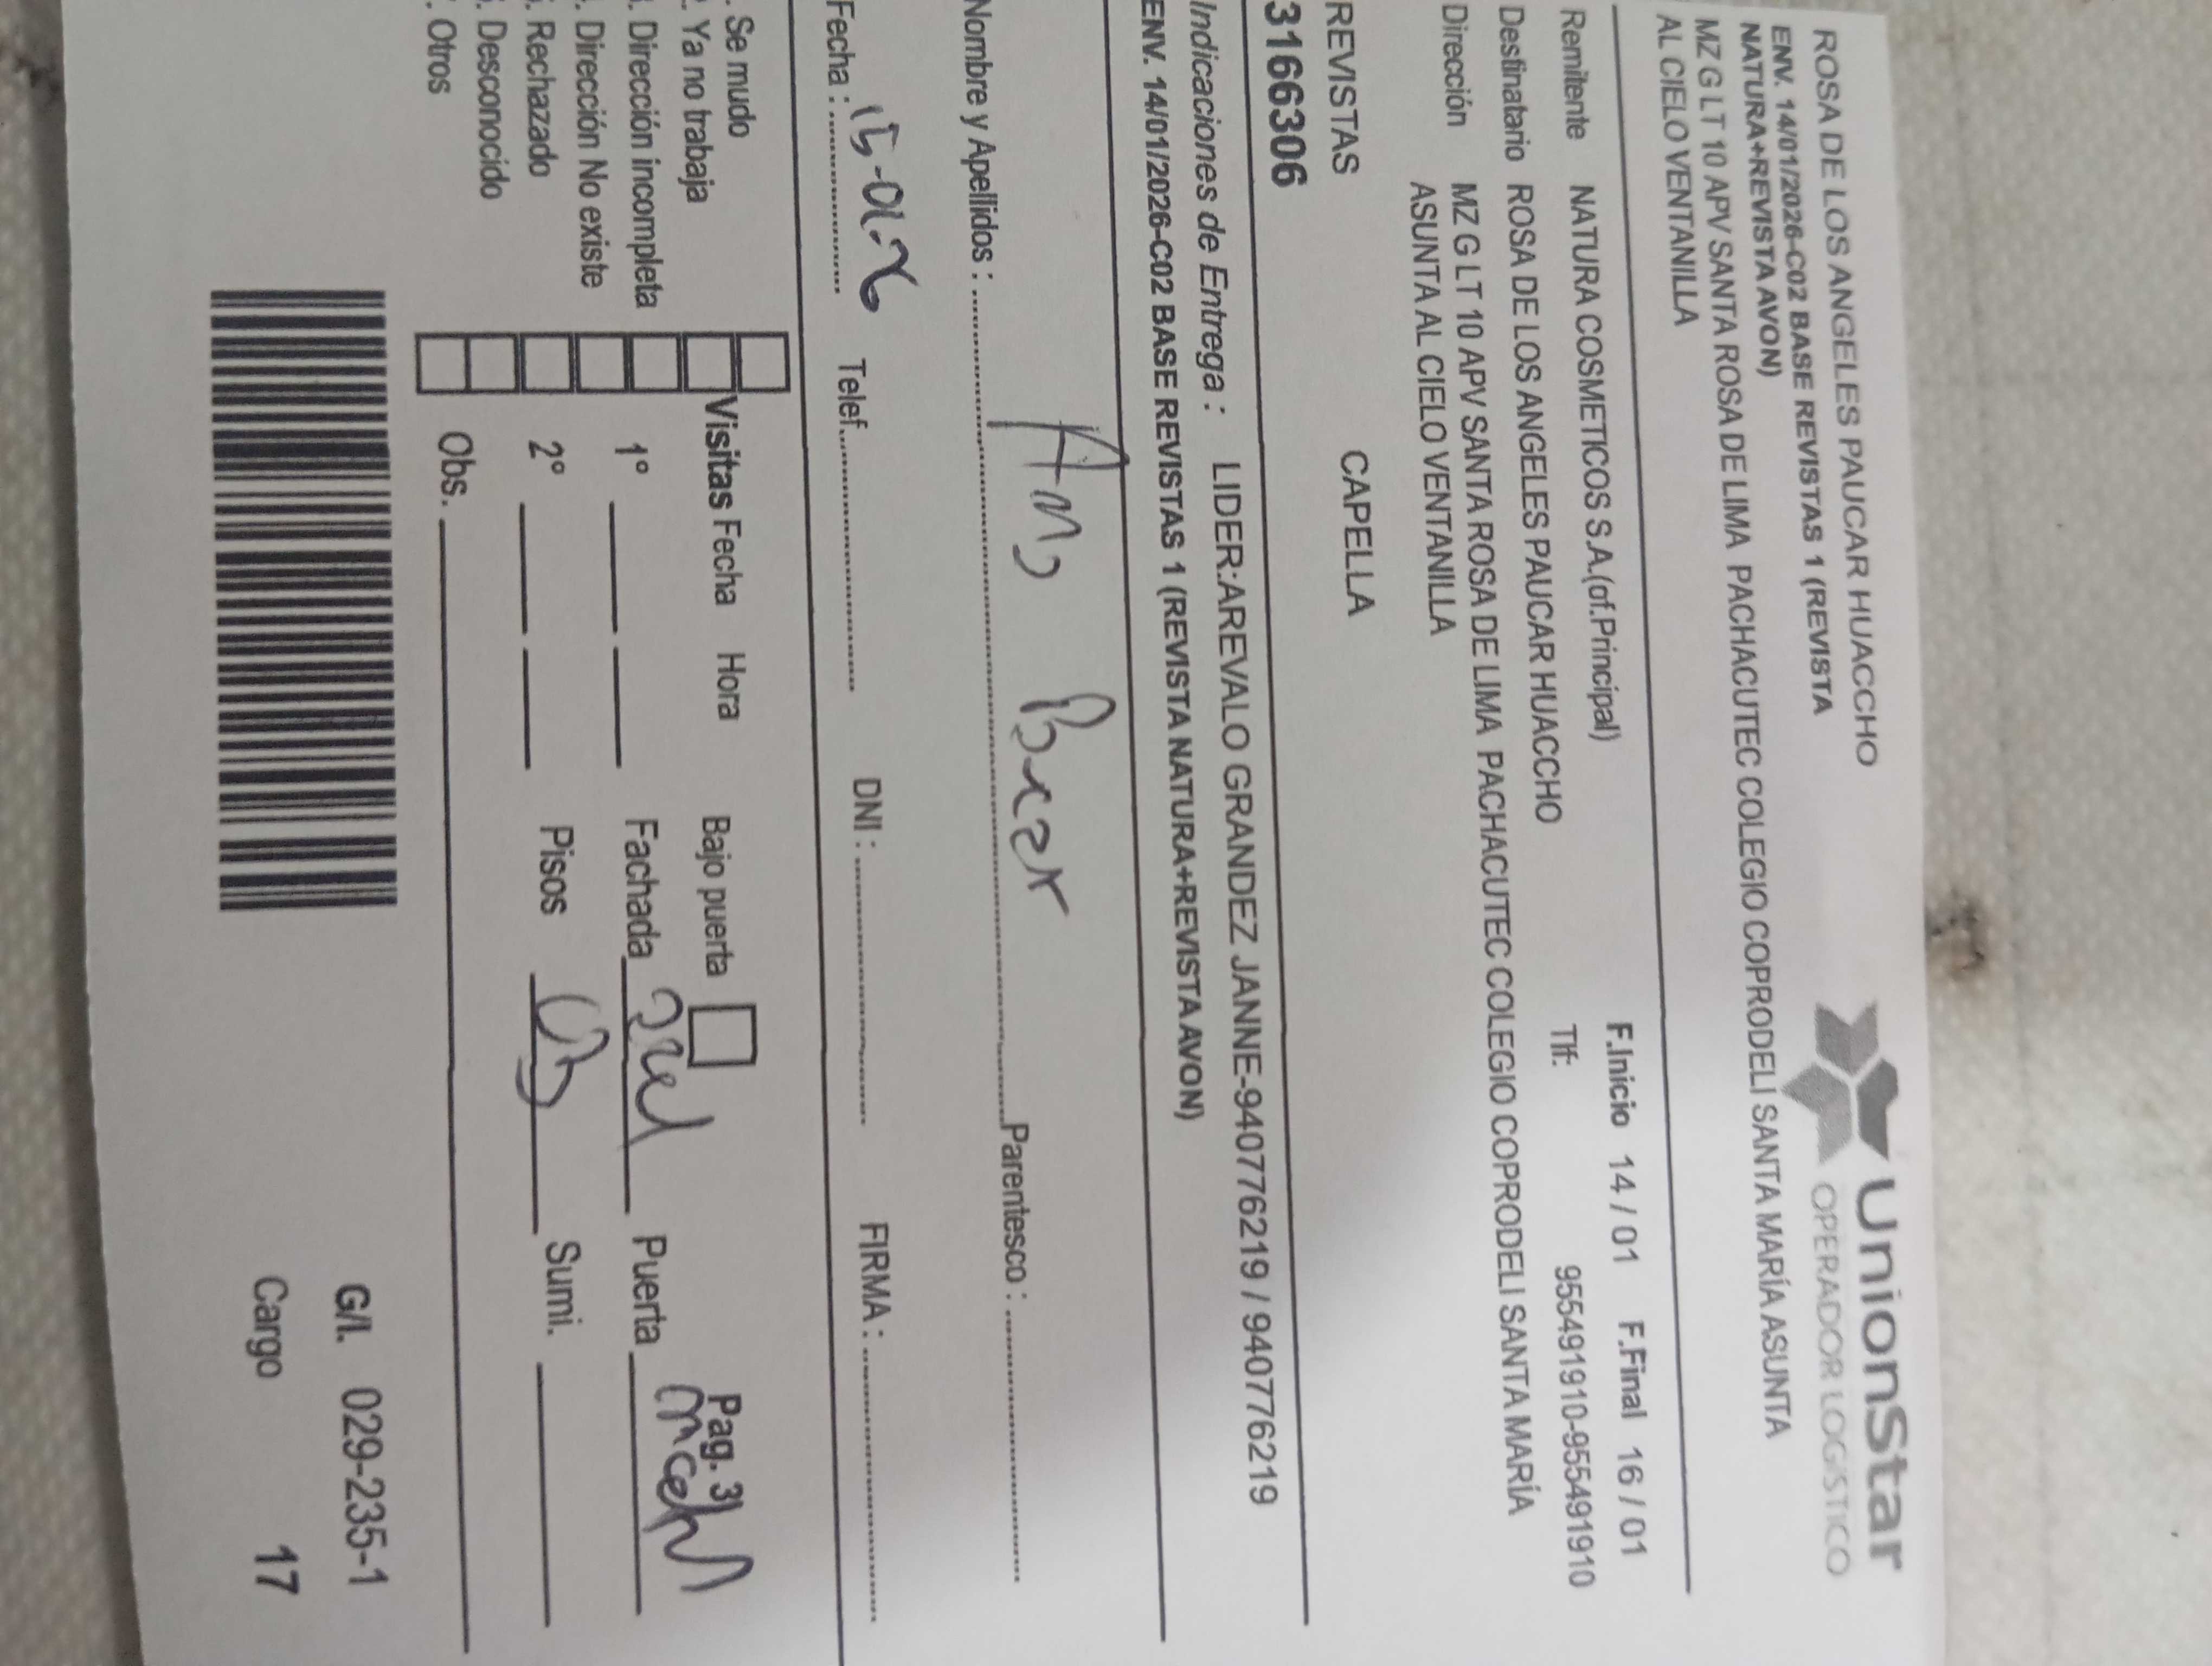 ROSA DE LOS ANGELES PAUCAR HUACCHO
ENV. 14/01/2026-C02 BASE REVISTAS 1 (REVISTA
NATURA+REVISTA AVON)
MZ G LT 10 APV SANTA ROSA DE LIMA PACHACUTEC COLEGIO COPRODELI SANTA MARÍA ASUNTA
AL CIELO VENTANILLA
UnionStar
OPERADOR LOGÍSTICO
F.Inicio 14 / 01 F.Final 16 / 01
Remitente NATURA COSMETICOS S.A.(of.Principal) Tlf: 955491910-955491910
Destinatario ROSA DE LOS ANGELES PAUCAR HUACCHO
Dirección MZ G LT 10 APV SANTA ROSA DE LIMA PACHACUTEC COLEGIO COPRODELI SANTA MARÍA
ASUNTA AL CIELO VENTANILLA
REVISTAS CAPELLA
3166306
Indicaciones de Entrega : LIDER:AREVALO GRANDEZ JANNE-940776219 / 940776219
ENV. 14/01/2026-C02 BASE REVISTAS 1 (REVISTA NATURA+REVISTA AVON)
Nombre y Apellidos : Parentesco :
Fecha : Telef. DNI : FIRMA :
. Se mudo
. Ya no trabaja
. Dirección incompleta
. Dirección No existe
. Rechazado
. Desconocido
. Otros
Visitas Fecha Hora Bajo puerta Pag. 3
1° Fachada Puerta
2° Pisos Sumi.
Obs.
G/I. 029-235-1
Cargo 17